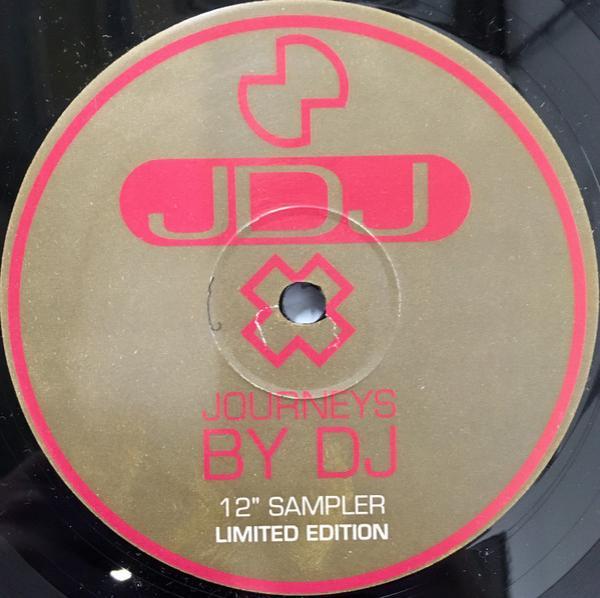 JDJ
JOURNEYS
BY DJ
12" SAMPLER
LIMITED EDITION